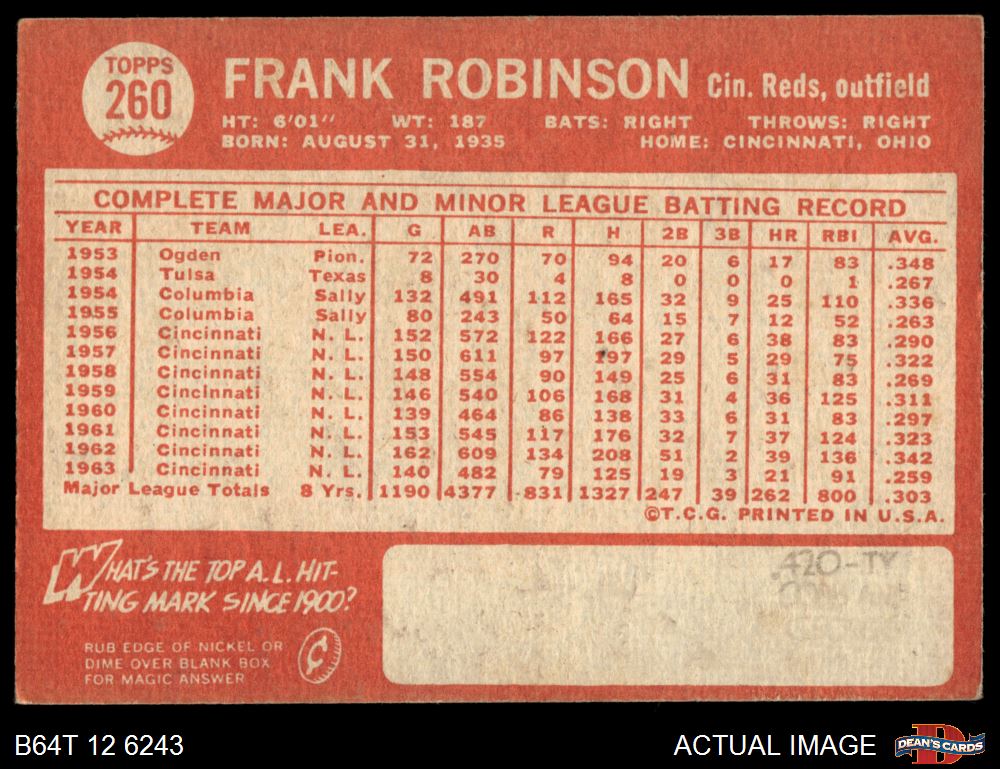 TOPPS
260
FRANK ROBINSON Cin. Reds, outfield
HT: 6'01" WT: 187 BATS: RIGHT THROWS: RIGHT
BORN: AUGUST 31, 1935 HOME: CINCINNATI, OHIO
COMPLETE MAJOR AND MINOR LEAGUE BATTING RECORD
YEAR TEAM LEA. G AB R H 2B 3B HR RBI AVG.
1953 Ogden Pion. 72 270 70 94 20 6 17 83 .348
1954 Tulsa Texas 8 30 4 8 0 0 0 1 .267
1954 Columbia Sally 132 491 112 165 32 9 25 110 .336
1955 Columbia Sally 80 243 50 64 15 7 12 52 .263
1956 Cincinnati N. L. 152 572 122 166 27 6 38 83 .290
1957 Cincinnati N. L. 150 611 97 197 29 5 29 75 .322
1958 Cincinnati N. L. 148 554 90 149 25 6 31 83 .269
1959 Cincinnati N. L. 146 540 106 168 31 4 36 125 .311
1960 Cincinnati N. L. 139 464 86 138 33 6 31 83 .297
1961 Cincinnati N. L. 153 545 117 176 32 7 37 124 .323
1962 Cincinnati N. L. 162 609 134 208 51 2 39 136 .342
1963 Cincinnati N. L. 140 482 79 125 19 3 21 91 .259
Major League Totals 8 Yrs. 1190 4377 831 1327 247 39 262 800 .303
©T.C.G. PRINTED IN U.S.A.
WHAT'S THE TOP A.L. HIT-
TING MARK SINCE 1900?
.420-TY
RUB EDGE OF NICKEL OR
DIME OVER BLANK BOX
FOR MAGIC ANSWER
¢
B64T 12 6243 ACTUAL IMAGE
D
DEAN'S CARDS